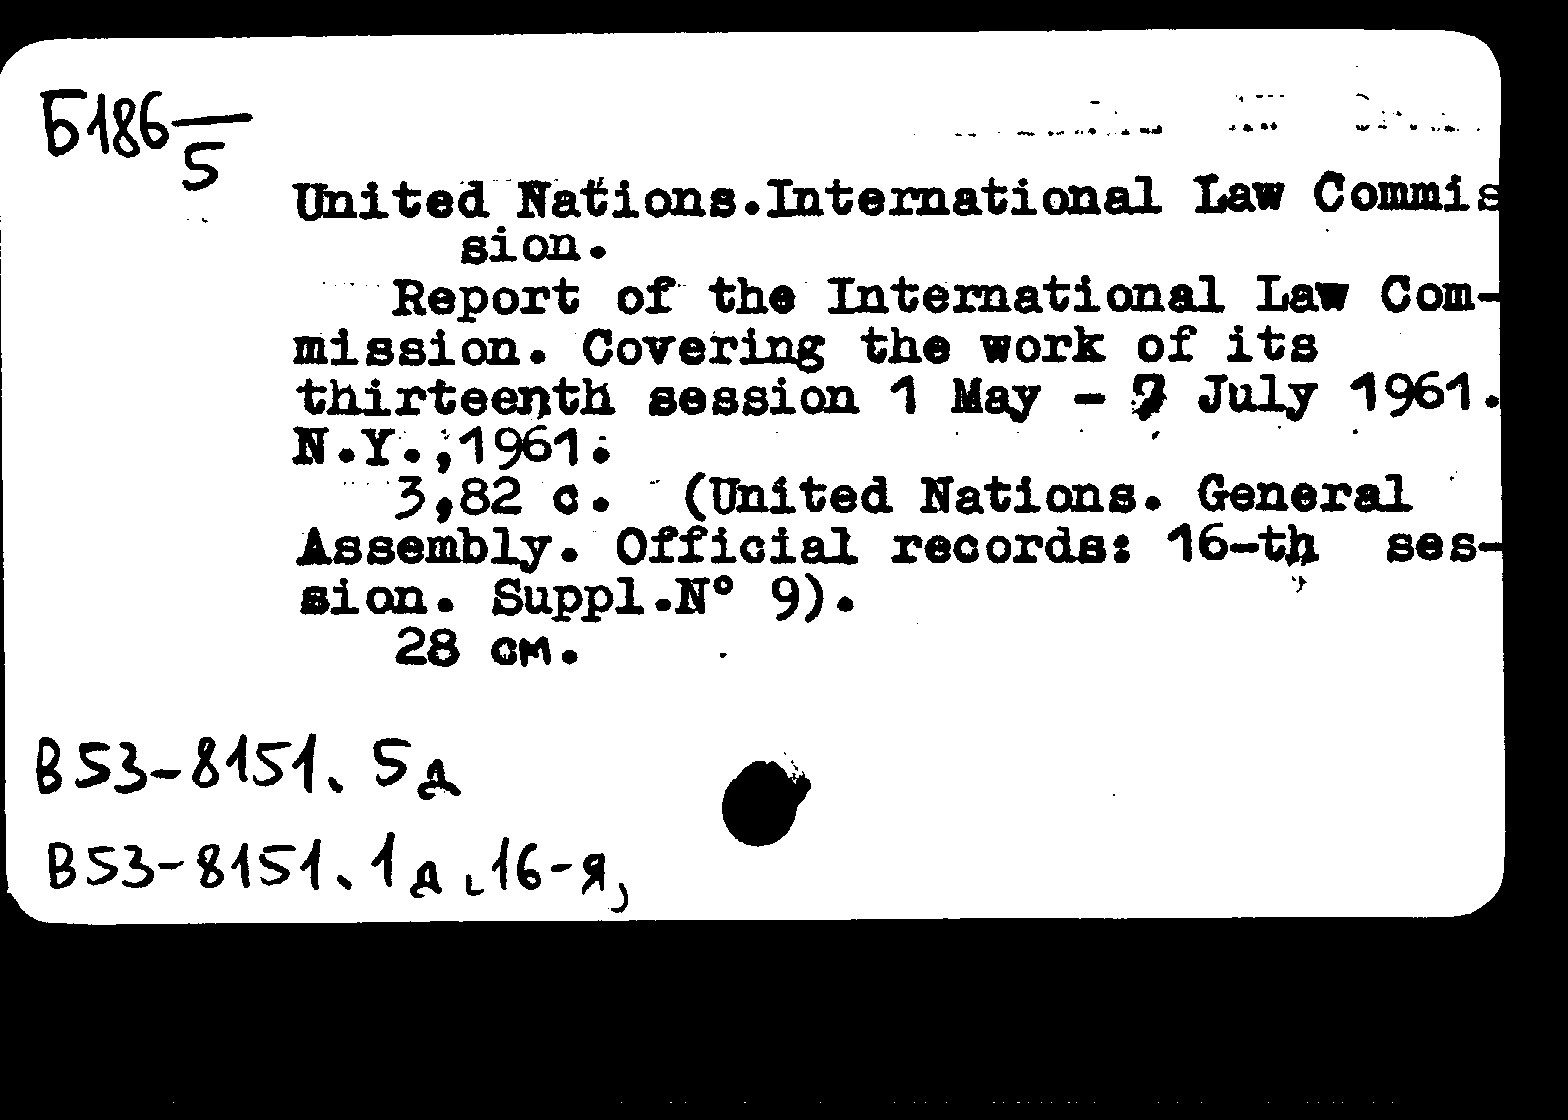 Б186—
5
United Nations.International Law Commis
sion.
Report of the International Law Com-
mission. Covering the work of its
thirteenth session 1 May - 7 July 1961.
N.Y.,1961.
3,82 с. (United Nations. General
Assembly. Official records: 16-th ses-
sion. Suppl.N° 9).
28 см.
В53-8151. 5д
В53-8151. 1д. 16-я,